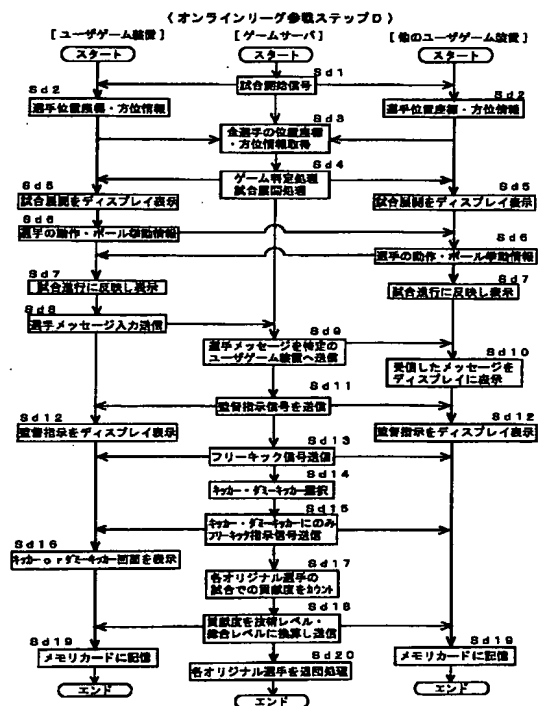 〈オンラインリーグ参戦ステップD〉
[ユーザゲーム装置] [ゲームサーバ] [他のユーザゲーム装置]
スタート スタート スタート
Sd1
試合開始信号
Sd2 Sd2
選手位置座標・方位情報 選手位置座標・方位情報
Sd3
全選手の位置座標
・方位情報取得
Sd4
ゲーム判定処理
試合展開処理
Sd5 Sd5
試合展開をディスプレイ表示 試合展開をディスプレイ表示
Sd6
選手の動作・ボール挙動情報
Sd6
選手の動作・ボール挙動情報
Sd7 Sd7
試合進行に反映し表示 試合進行に反映し表示
Sd8
選手メッセージ入力送信
Sd9
選手メッセージを特定の
ユーザゲーム装置へ送信
Sd10
受信したメッセージを
ディスプレイに表示
Sd11
監督指示信号を送信
Sd12 Sd12
監督指示をディスプレイ表示 監督指示をディスプレイ表示
Sd13
フリーキック信号送信
Sd14
キッカー・ダミーキッカー選択
Sd15
キッカー・ダミーキッカーにのみ
フリーキック指示信号送信
Sd16
キッカーorダミーキッカー画面を表示
Sd17
各オリジナル選手の
試合での貢献度をカウント
Sd18
貢献度を技術レベル・
総合レベルに換算し送信
Sd19 Sd19
メモリカードに記憶 メモリカードに記憶
Sd20
各オリジナル選手を退団処理
エンド エンド エンド